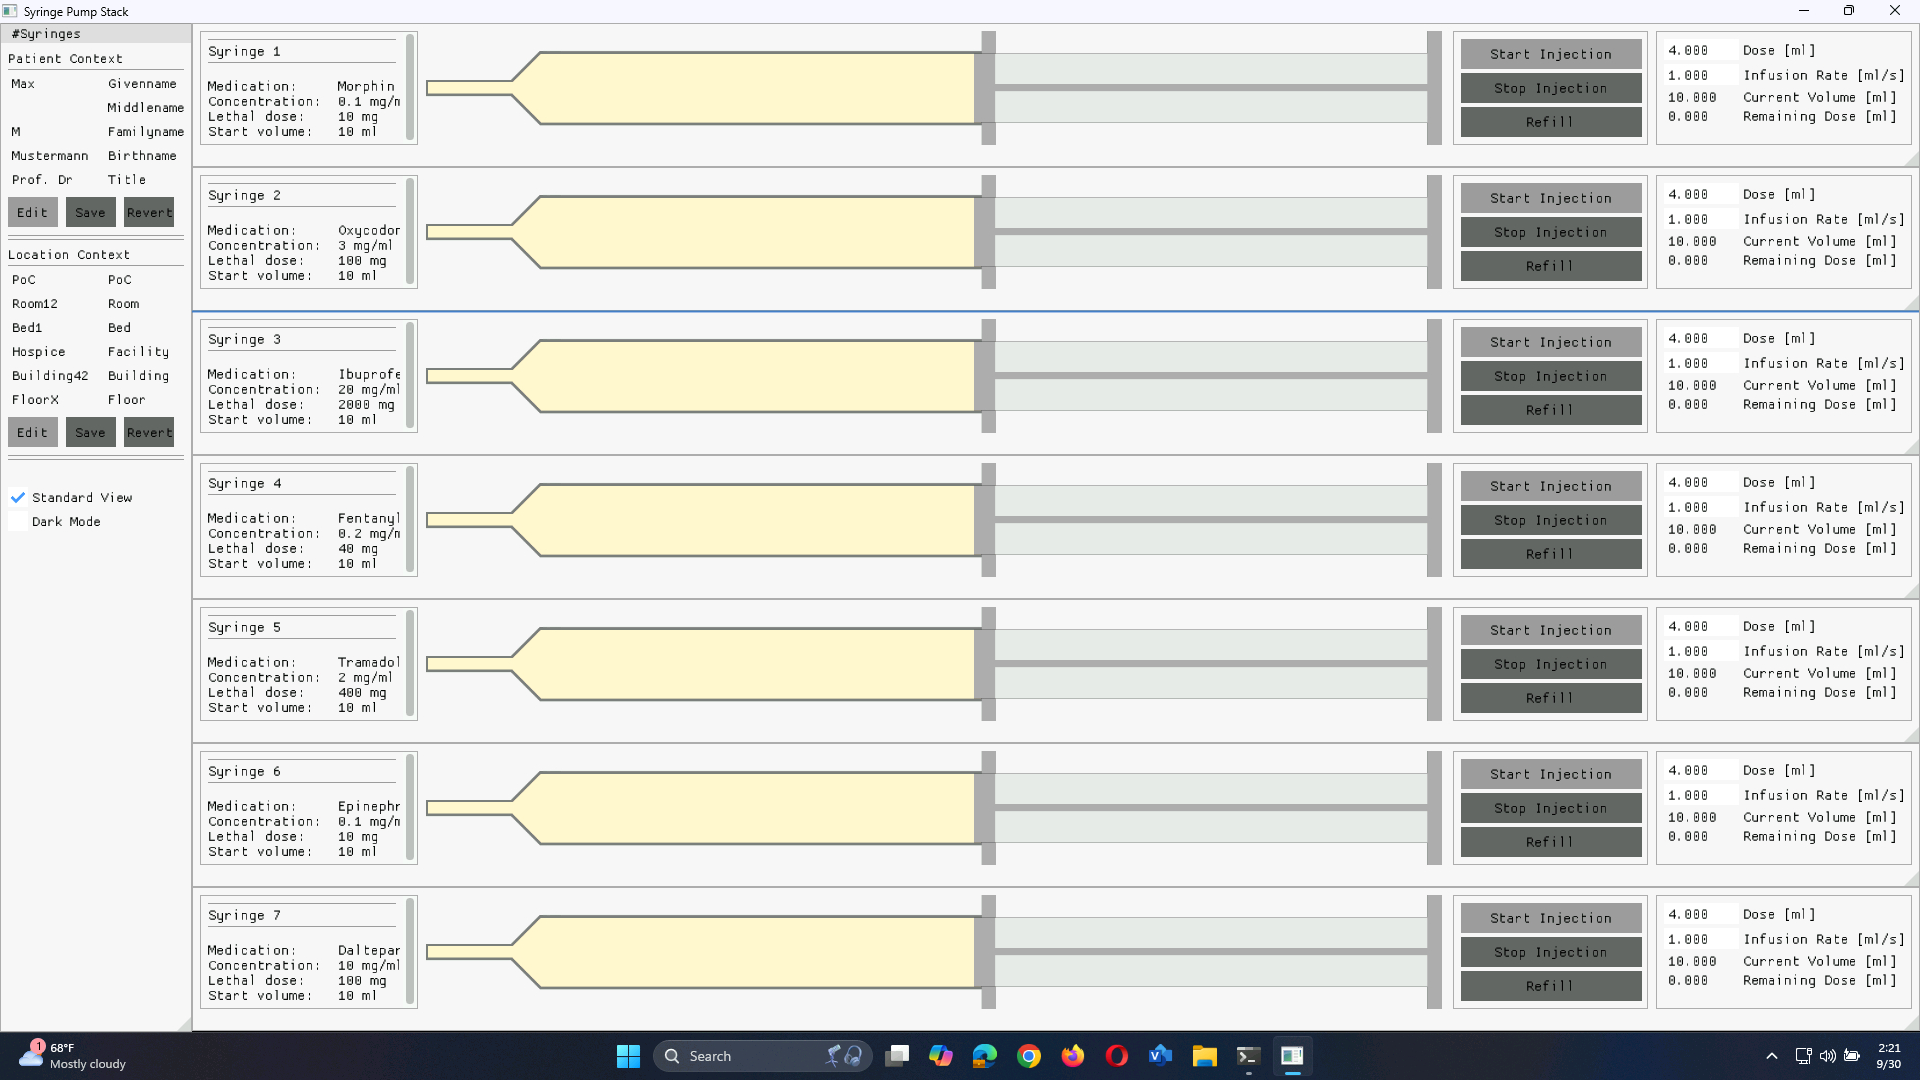 Syringe Pump Stack
#Syringes
Patient Context
Max Givenname
Middlename
M Familyname
Mustermann Birthname
Prof. Dr Title
Edit Save Revert
Location Context
PoC PoC
Room12 Room
Bed1 Bed
Hospice Facility
Building42 Building
FloorX Floor
Edit Save Revert
Standard View
Dark Mode
Syringe 1
Medication: Morphin
Concentration: 0.1 mg/m
Lethal dose: 10 mg
Start volume: 10 ml
Start Injection
Stop Injection
Refill
4.000 Dose [ml]
1.000 Infusion Rate [ml/s]
10.000 Current Volume [ml]
0.000 Remaining Dose [ml]
Syringe 2
Medication: Oxycodor
Concentration: 3 mg/ml
Lethal dose: 100 mg
Start volume: 10 ml
Start Injection
Stop Injection
Refill
4.000 Dose [ml]
1.000 Infusion Rate [ml/s]
10.000 Current Volume [ml]
0.000 Remaining Dose [ml]
Syringe 3
Medication: Ibuprofe
Concentration: 20 mg/ml
Lethal dose: 2000 mg
Start volume: 10 ml
Start Injection
Stop Injection
Refill
4.000 Dose [ml]
1.000 Infusion Rate [ml/s]
10.000 Current Volume [ml]
0.000 Remaining Dose [ml]
Syringe 4
Medication: Fentanyl
Concentration: 0.2 mg/m
Lethal dose: 40 mg
Start volume: 10 ml
Start Injection
Stop Injection
Refill
4.000 Dose [ml]
1.000 Infusion Rate [ml/s]
10.000 Current Volume [ml]
0.000 Remaining Dose [ml]
Syringe 5
Medication: Tramadol
Concentration: 2 mg/ml
Lethal dose: 400 mg
Start volume: 10 ml
Start Injection
Stop Injection
Refill
4.000 Dose [ml]
1.000 Infusion Rate [ml/s]
10.000 Current Volume [ml]
0.000 Remaining Dose [ml]
Syringe 6
Medication: Epinephr
Concentration: 0.1 mg/m
Lethal dose: 10 mg
Start volume: 10 ml
Start Injection
Stop Injection
Refill
4.000 Dose [ml]
1.000 Infusion Rate [ml/s]
10.000 Current Volume [ml]
0.000 Remaining Dose [ml]
Syringe 7
Medication: Daltepar
Concentration: 10 mg/ml
Lethal dose: 100 mg
Start volume: 10 ml
Start Injection
Stop Injection
Refill
4.000 Dose [ml]
1.000 Infusion Rate [ml/s]
10.000 Current Volume [ml]
0.000 Remaining Dose [ml]
1
68°F
Mostly cloudy
Search
2:21
9/30